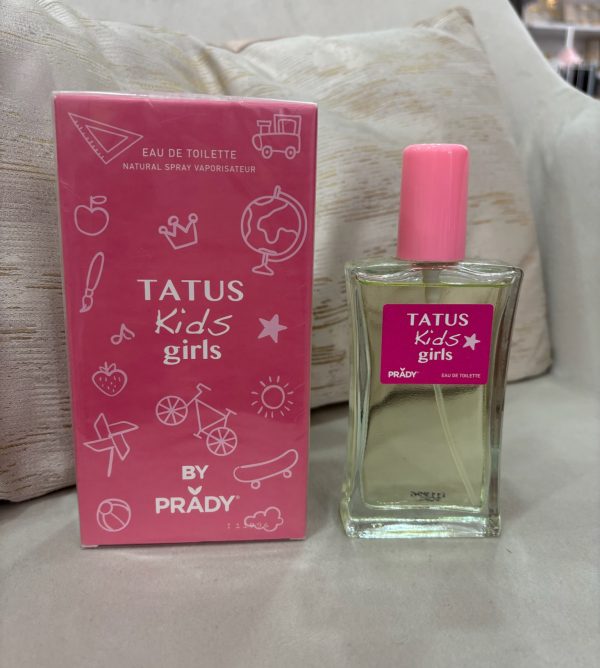 EAU DE TOILETTE
NATURAL SPRAY VAPORISATEUR
TATUS
Kids
girls
BY
PRADY®
TATUS
Kids
girls
PRADY
EAU DE TOILETTE